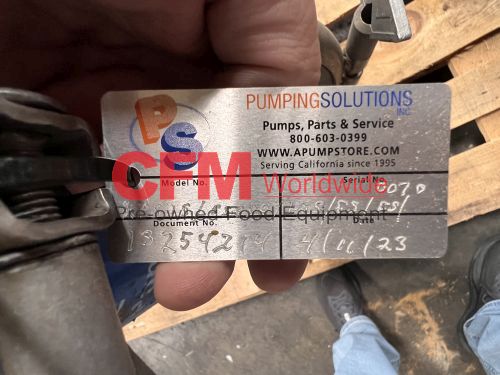 PS
PUMPINGSOLUTIONS
INC
Pumps, Parts & Service
800-603-0399
WWW.APUMPSTORE.COM
Serving California since 1995
CFM Worldwide
Model No. Serial No.
Pre-owned Food Equipment
Document No. Date
4/11/23